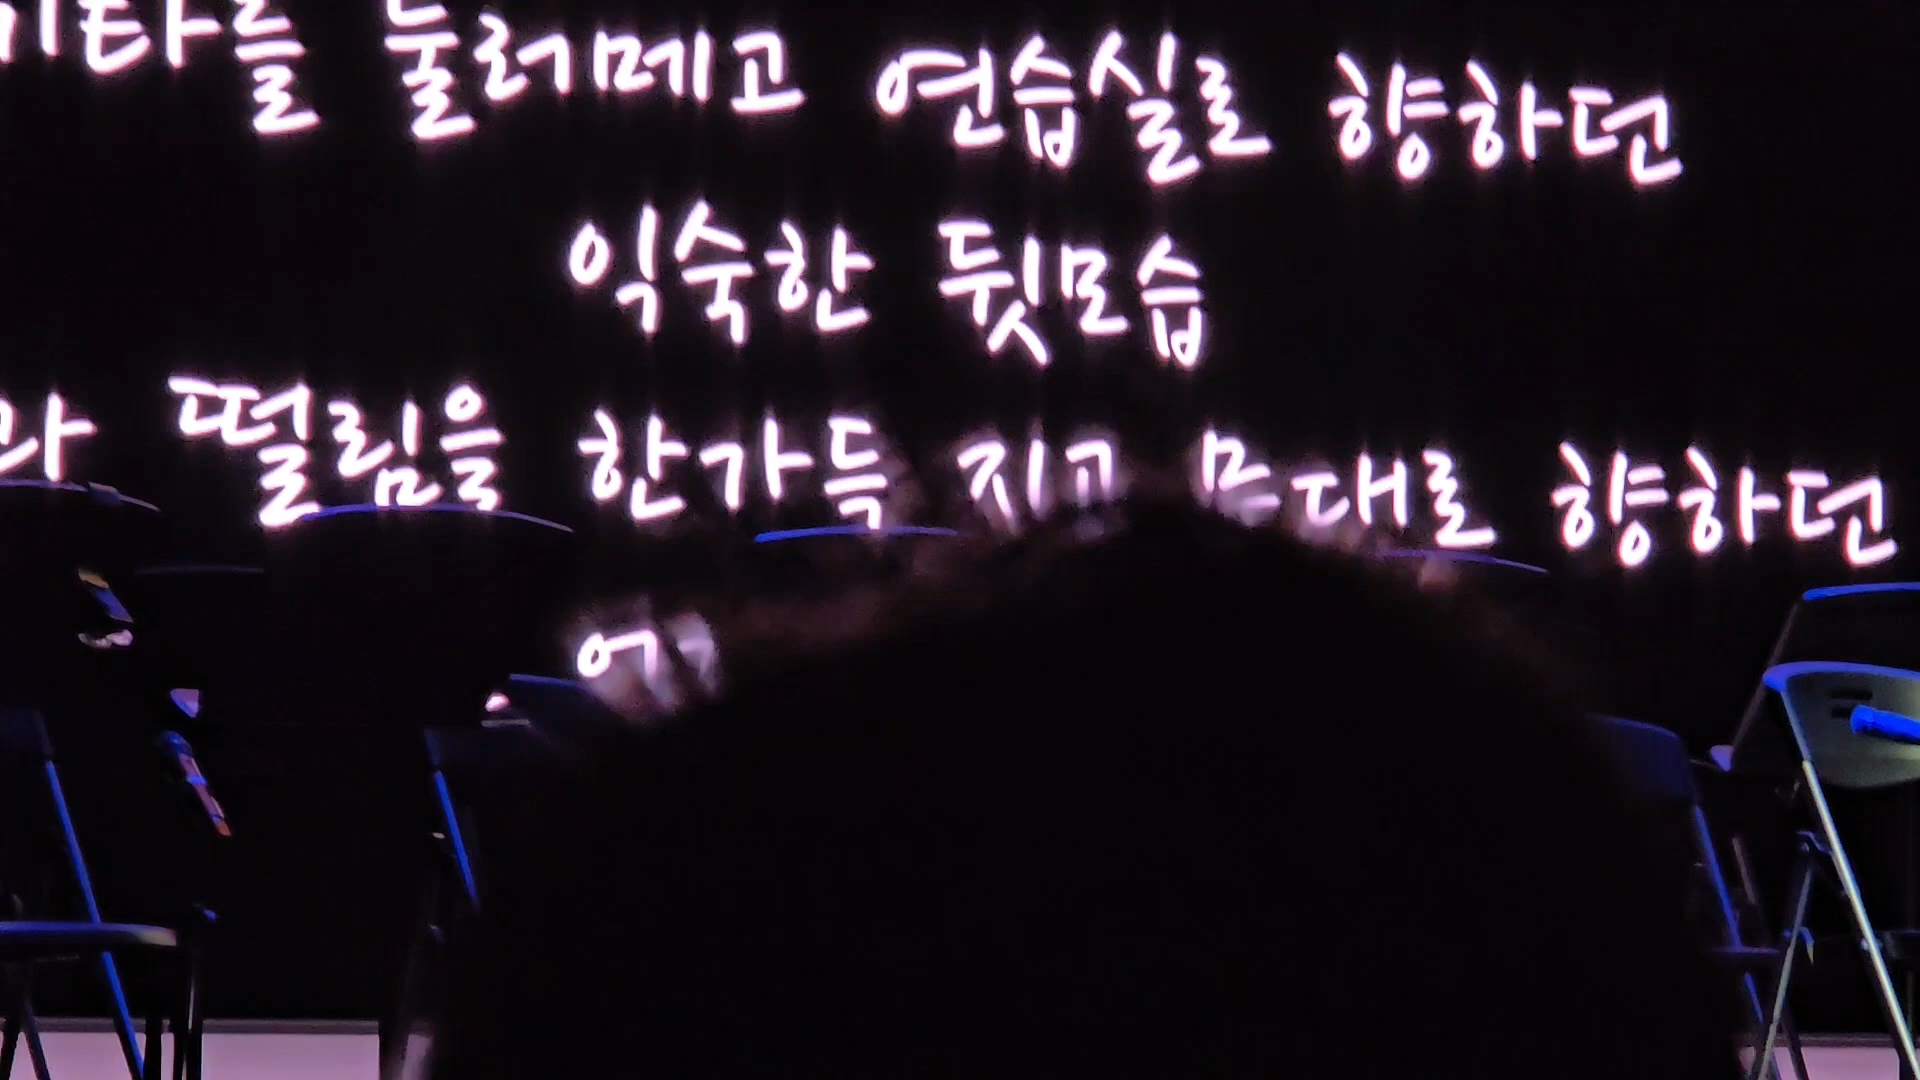 기타를 둘러메고 연습실로 향하던
익숙한 뒷모습
떨림을 한가득 지고 무대로 향하던